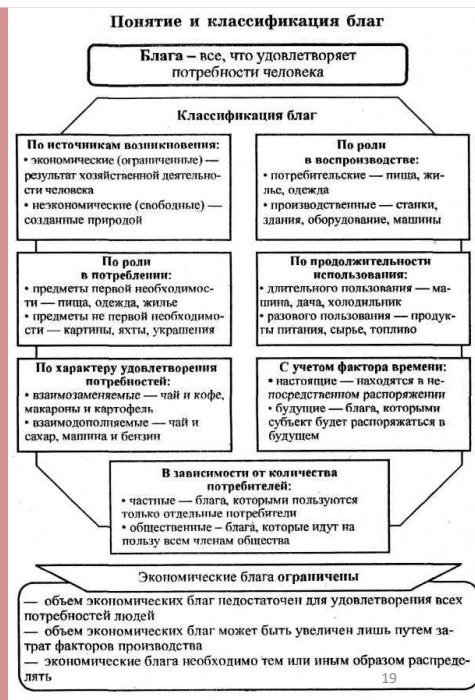 Понятие и классификация благ
Блага – все, что удовлетворяет
потребности человека
Классификация благ
По источникам возникновения:
• экономические (ограниченные) —
результат хозяйственной деятельно-
сти человека
• неэкономические (свободные) —
созданные природой
По роли
в воспроизводстве:
• потребительские — пища, жи-
лье, одежда
• производственные — станки,
здания, оборудование, машины
По роли
в потреблении:
• предметы первой необходимос-
ти — пища, одежда, жилье
• предметы не первой необходимо-
сти — картины, яхты, украшения
По продолжительности
использования:
• длительного пользования — ма-
шина, дача, холодильник
• разового пользования — продук-
ты питания, сырье, топливо
По характеру удовлетворения
потребностей:
• взаимозаменяемые — чай и кофе,
макароны и картофель
• взаимодополняемые — чай и
сахар, машина и бензин
С учетом фактора времени:
• настоящие — находятся в не-
посредственном распоряжении
• будущие — блага, которыми
субъект будет распоряжаться в
будущем
В зависимости от количества
потребителей:
• частные — блага, которыми пользуются
только отдельные потребители
• общественные – блага, которые идут на
пользу всем членам общества
Экономические блага ограничены
— объем экономических благ недостаточен для удовлетворения всех
потребностей людей
— объем экономических благ может быть увеличен лишь путем за-
трат факторов производства
— экономические блага необходимо тем или иным образом распреде-
лять
19